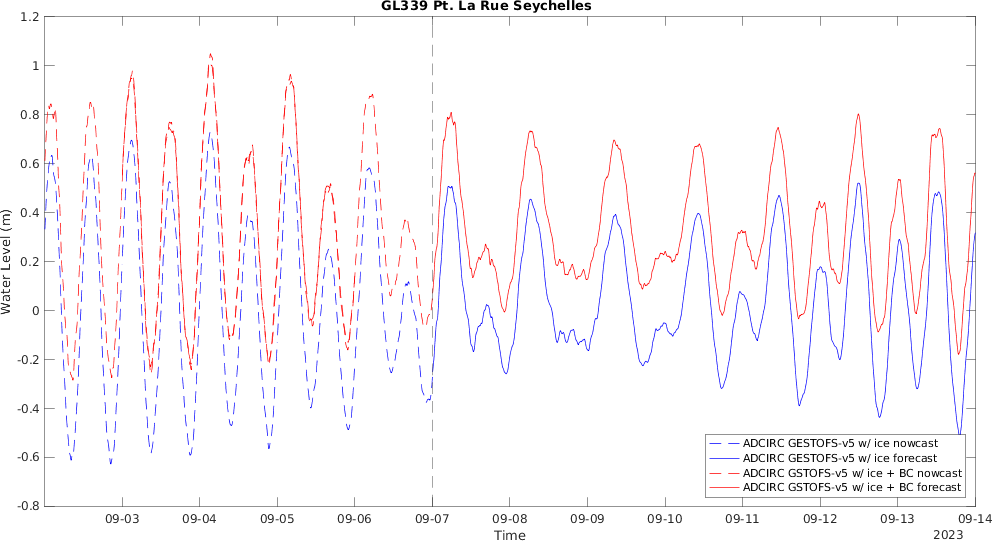 GL339 Pt. La Rue Seychelles
1.2
1
0.8
0.6
0.4
0.2
0
-0.2
-0.4
-0.6
-0.8
Water Level (m)
ADCIRC GESTOFS-v5 w/ ice nowcast
ADCIRC GESTOFS-v5 w/ ice forecast
ADCIRC GSTOFS-v5 w/ ice + BC nowcast
ADCIRC GSTOFS-v5 w/ ice + BC forecast
09-03 09-04 09-05 09-06 09-07 09-08 09-09 09-10 09-11 09-12 09-13 09-14
Time
2023